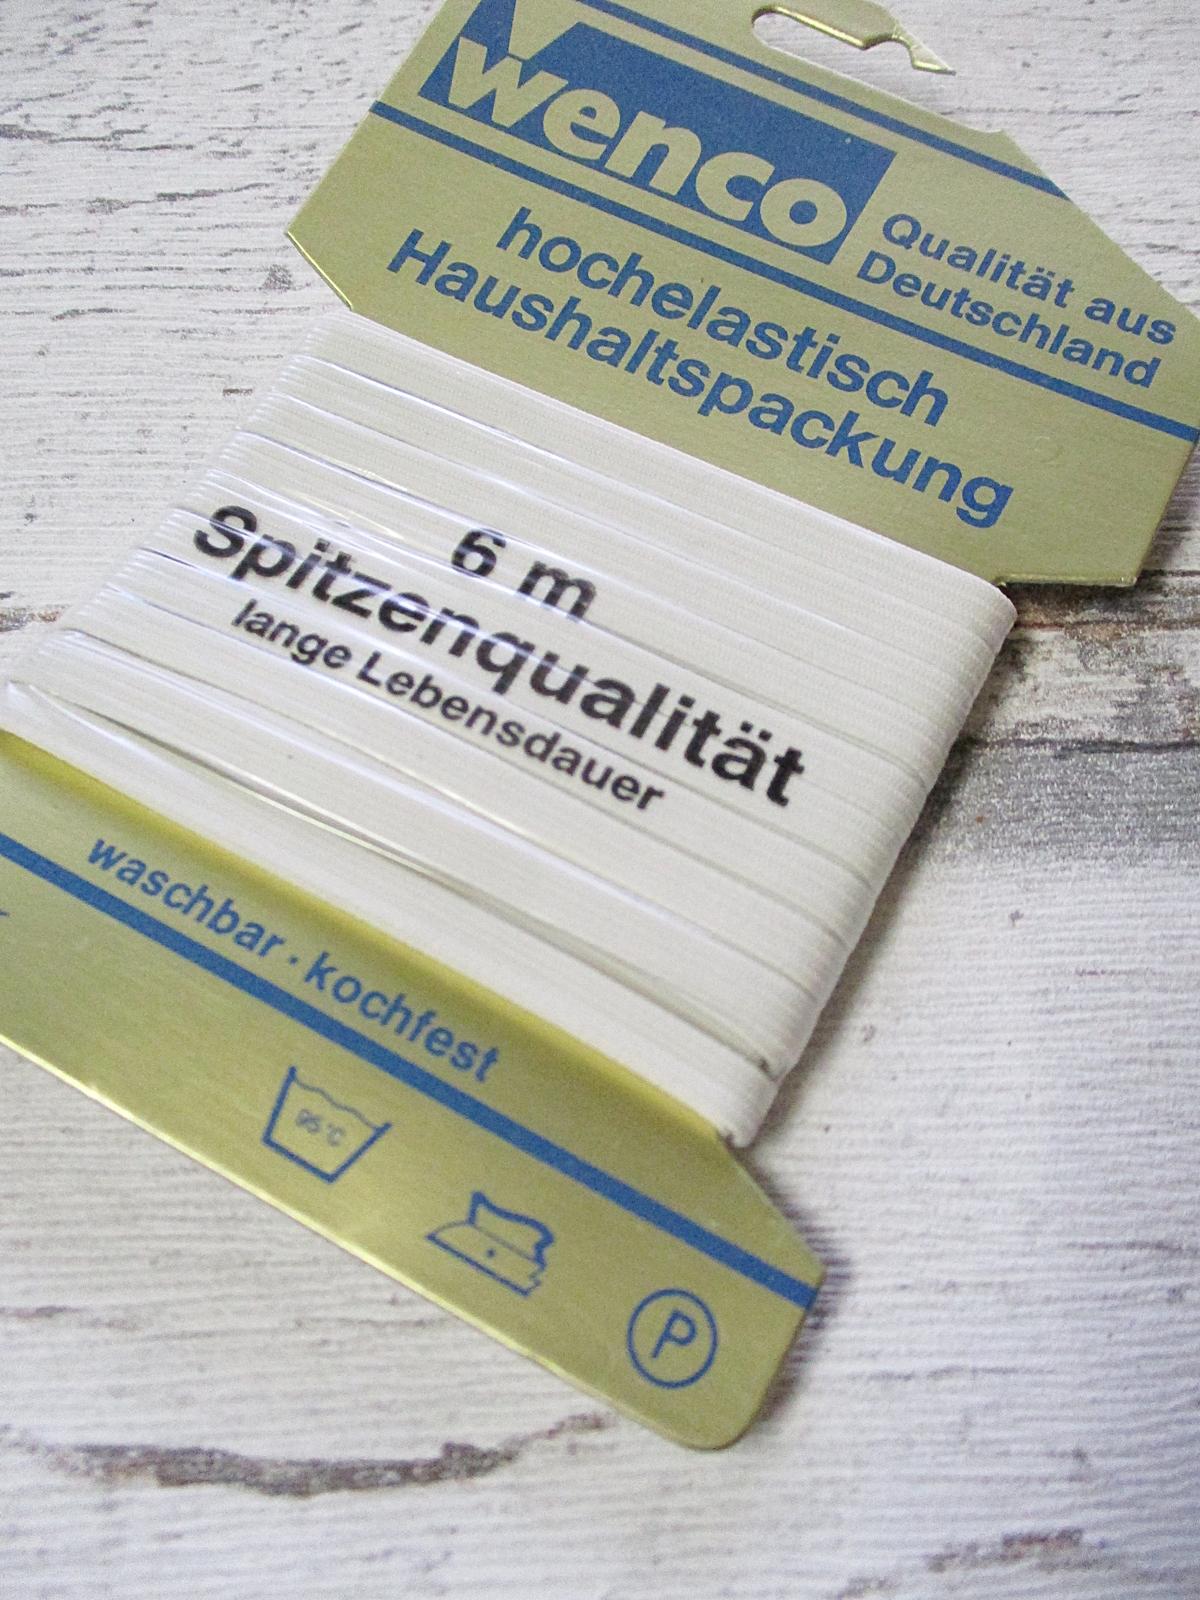 wenco
Qualität aus
Deutschland
hochelastisch
Haushaltspackung
6 m
Spitzenqualität
lange Lebensdauer
waschbar · kochfest
95°C
P